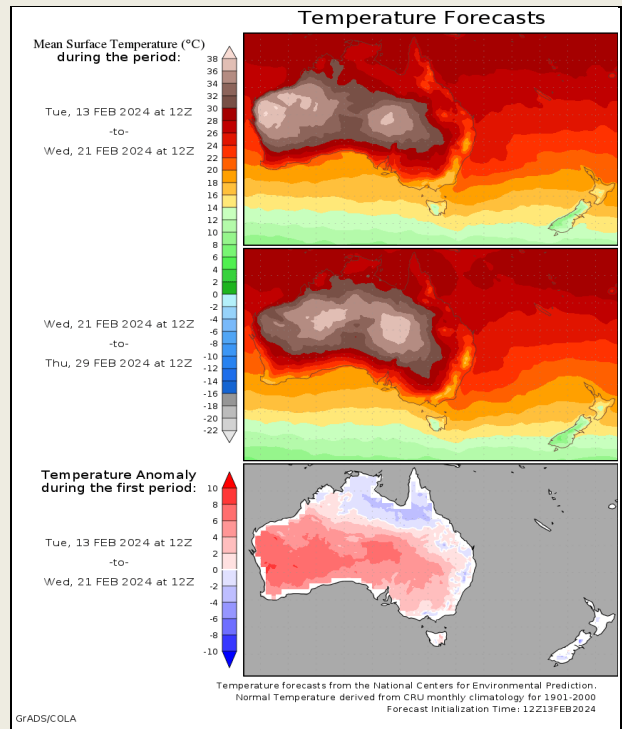 Temperature Forecasts
Mean Surface Temperature (°C)
during the period:
Tue, 13 FEB 2024 at 12Z
-to-
Wed, 21 FEB 2024 at 12Z
38
36
34
32
30
28
26
24
22
20
18
16
14
12
10
8
6
4
2
0
-2
-4
-6
-8
-10
-12
-14
-16
-18
-20
-22
Wed, 21 FEB 2024 at 12Z
-to-
Thu, 29 FEB 2024 at 12Z
Temperature Anomaly
during the first period:
Tue, 13 FEB 2024 at 12Z
-to-
Wed, 21 FEB 2024 at 12Z
10
8
6
4
2
0
-2
-4
-6
-8
-10
Temperature forecasts from the National Centers for Environmental Prediction.
Normal Temperature derived from CRU monthly climatology for 1901-2000
Forecast Initialization Time: 12Z13FEB2024
GrADS/COLA